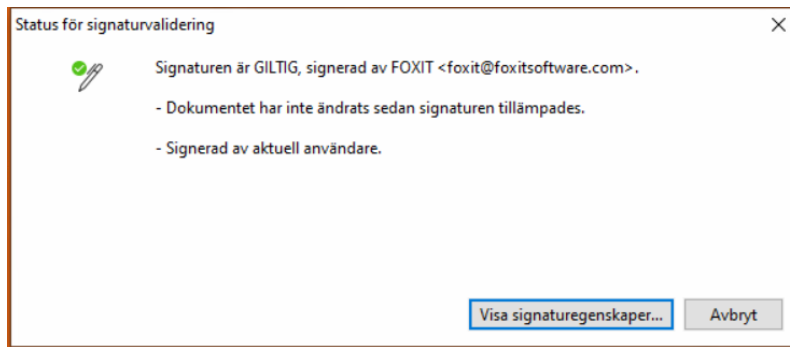 Status för signaturvalidering
Signaturen är GILTIG, signerad av FOXIT <foxit@foxitsoftware.com>.
- Dokumentet har inte ändrats sedan signaturen tillämpades.
- Signerad av aktuell användare.
Visa signaturegenskaper... Avbryt